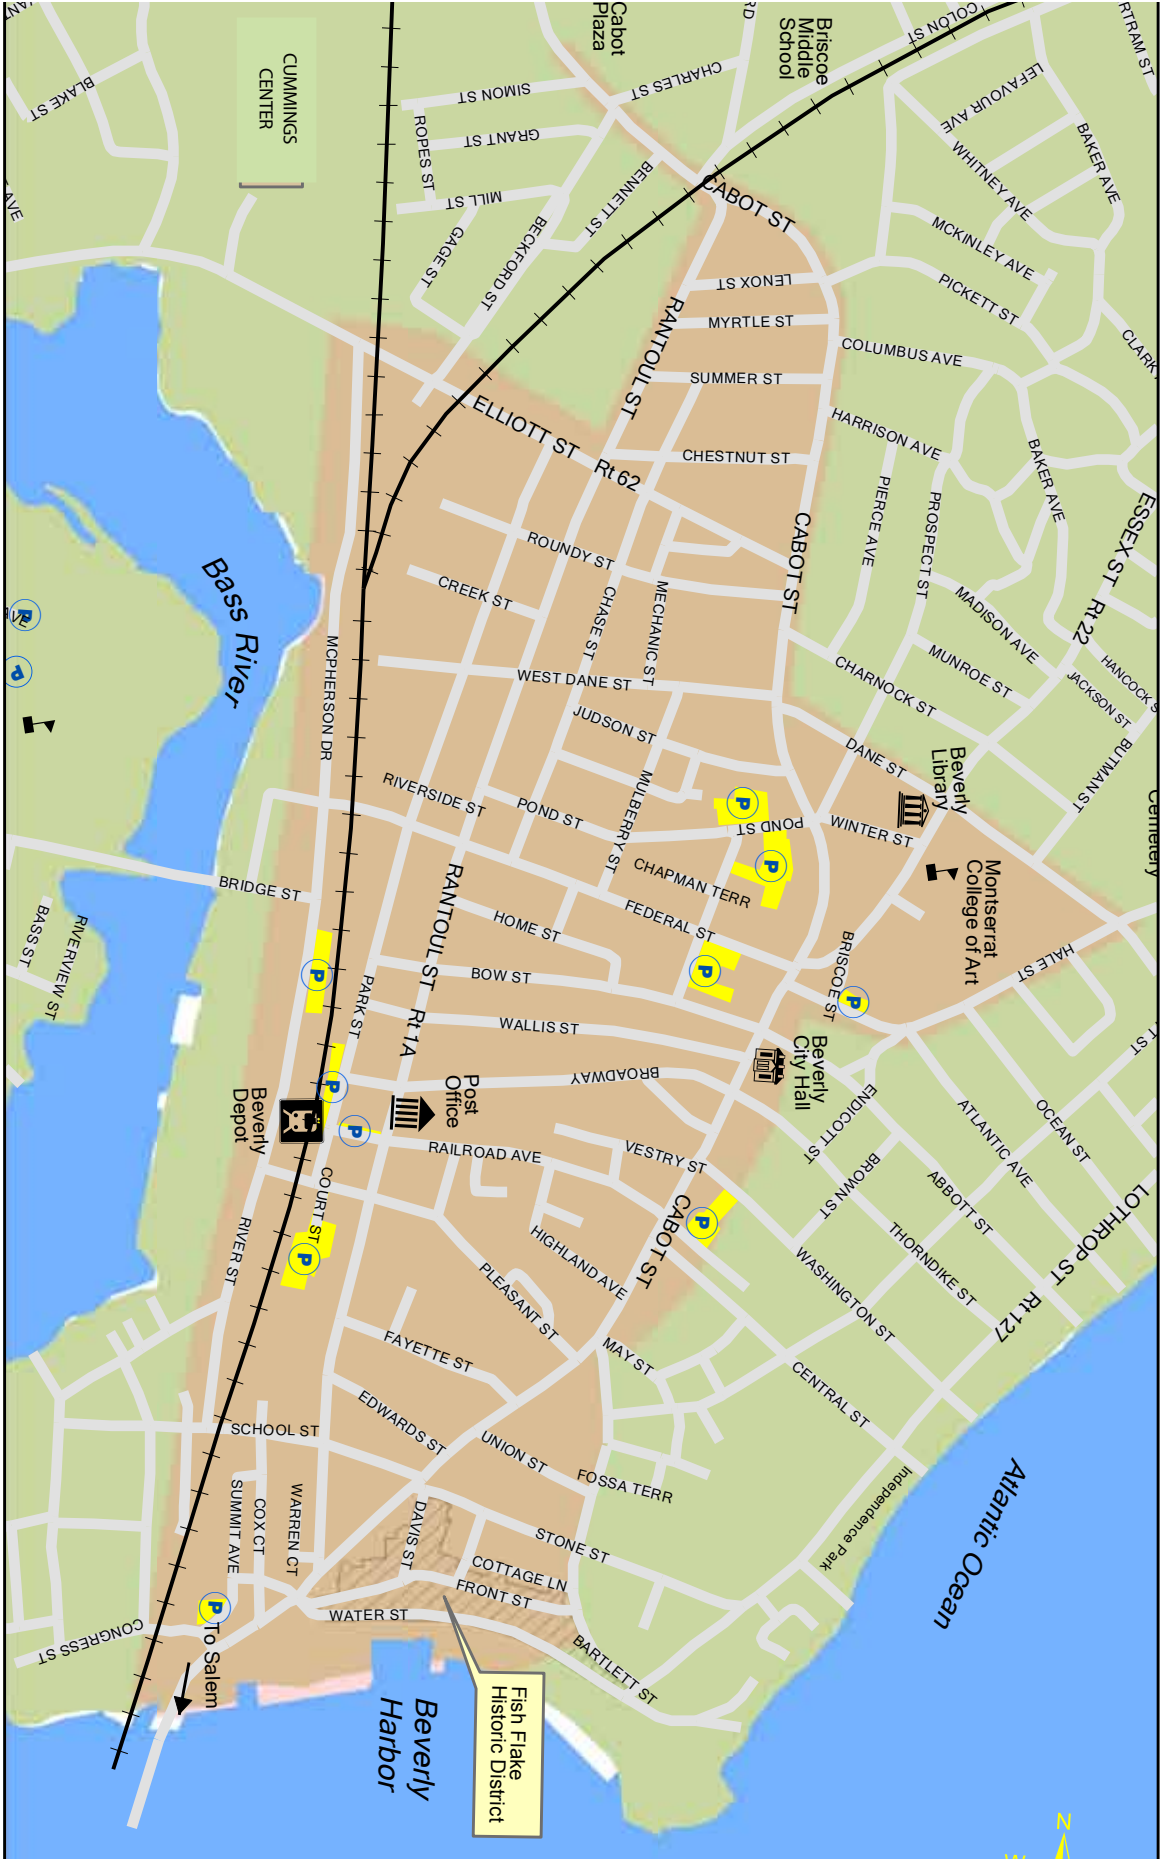 Cabot
Plaza
RD
Briscoe
Middle
School
COLON ST
RTRAM ST
BLAKE ST
CUMMINGS
CENTER
SIMON ST
CHARLES ST
GRANT ST
ROPES ST
MILL ST
GAGE ST
BECKFORD ST
BENNETT ST
CABOT ST
LEFAVOUR AVE
BAKER AVE
WHITNEY AVE
MCKINLEY AVE
PICKETT ST
AVE
LENOX ST
MYRTLE ST
SUMMER ST
CHESTNUT ST
RANTOUL ST
COLUMBUS AVE
CLARK
HARRISON AVE
BAKER AVE
ELLIOTT ST Rt 62
PIERCE AVE
PROSPECT ST
ESSEX ST Rt 22
CABOT ST
ROUNDY ST
CREEK ST
CHASE ST
MECHANIC ST
MADISON AVE
MUNROE ST
HANCOCK S
JACKSON ST
BUTMAN ST
Bass River
P
VE
P
MCPHERSON DR
WEST DANE ST
CHARNOCK ST
JUDSON ST
DANE ST
Beverly
Library
Cemetery
RIVERSIDE ST
POND ST
MULBERRY ST
P
POND ST
WINTER ST
P
CHAPMAN TERR
Montserrat
College of Art
BRIDGE ST
RANTOUL ST Rt 1A
HOME ST
FEDERAL ST
BRISCOE ST
HALE ST
BASS ST
RIVERVIEW ST
P
PARK ST
BOW ST
P
P
WALLIS ST
Beverly
City Hall
T ST
BROADWAY
P
Beverly
Depot
P
Post
Office
RAILROAD AVE
VESTRY ST
ENDICOTT ST
BROWN ST
ATLANTIC AVE
OCEAN ST
ABBOTT ST
THORNDIKE ST
LOTHROP ST
Rt 127
COURT ST
P
RIVER ST
CABOT ST
P
HIGHLAND AVE
PLEASANT ST
WASHINGTON ST
FAYETTE ST
MAY ST
CENTRAL ST
EDWARDS ST
UNION ST
SCHOOL ST
FOSSA TERR
Independence Park
Atlantic Ocean
SUMMIT AVE
COX CT
WARREN CT
DAVIS ST
STONE ST
COTTAGE LN
FRONT ST
WATER ST
BARTLETT ST
P
CONGRESS ST
To Salem
Beverly
Harbor
Fish Flake
Historic District
N